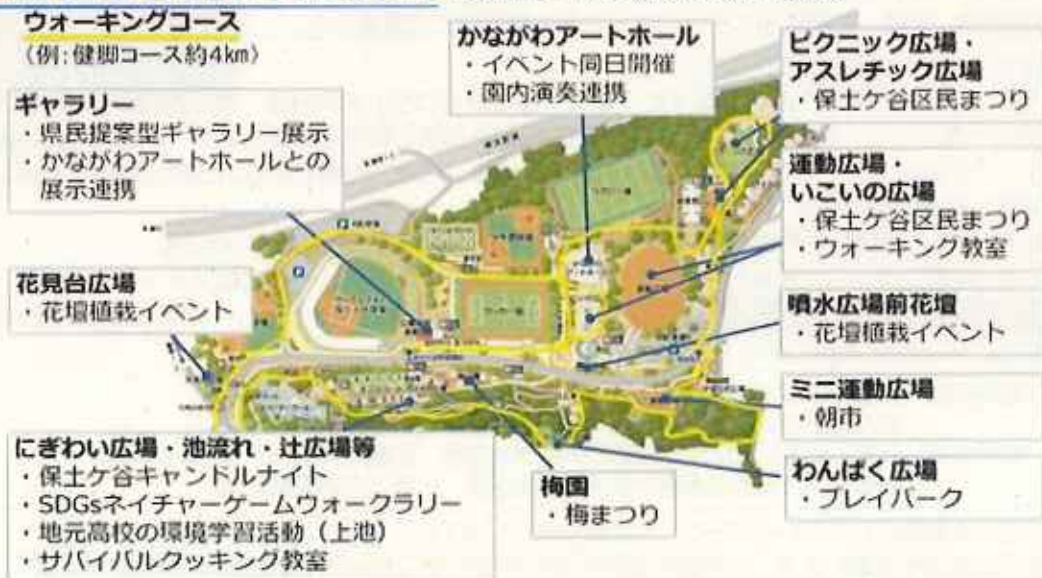 ウォーキングコース
（例：健脚コース約4km）
ギャラリー
・県民提案型ギャラリー展示
・かながわアートホールとの
展示連携
花見台広場
・花壇植栽イベント
にぎわい広場・池流れ・辻広場等
・保土ケ谷キャンドルナイト
・SDGsネイチャーゲームウォークラリー
・地元高校の環境学習活動（上池）
・サバイバルクッキング教室
かながわアートホール
・イベント同日開催
・園内演奏連携
梅園
・梅まつり
ピクニック広場・
アスレチック広場
・保土ケ谷区民まつり
運動広場・
いこいの広場
・保土ケ谷区民まつり
・ウォーキング教室
噴水広場前花壇
・花壇植栽イベント
ミニ運動広場
・朝市
わんぱく広場
・プレイパーク